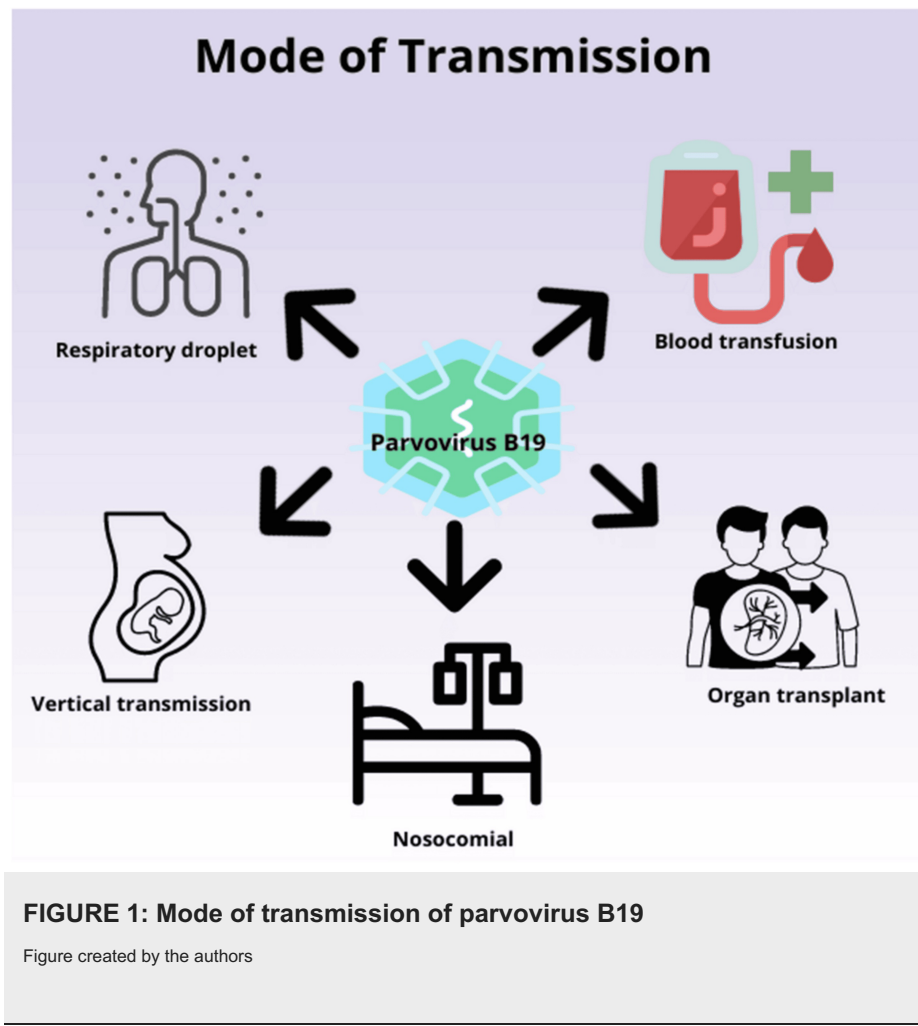 Mode of Transmission
Respiratory droplet
Blood transfusion
Parvovirus B19
Vertical transmission
Organ transplant
Nosocomial
FIGURE 1: Mode of transmission of parvovirus B19
Figure created by the authors